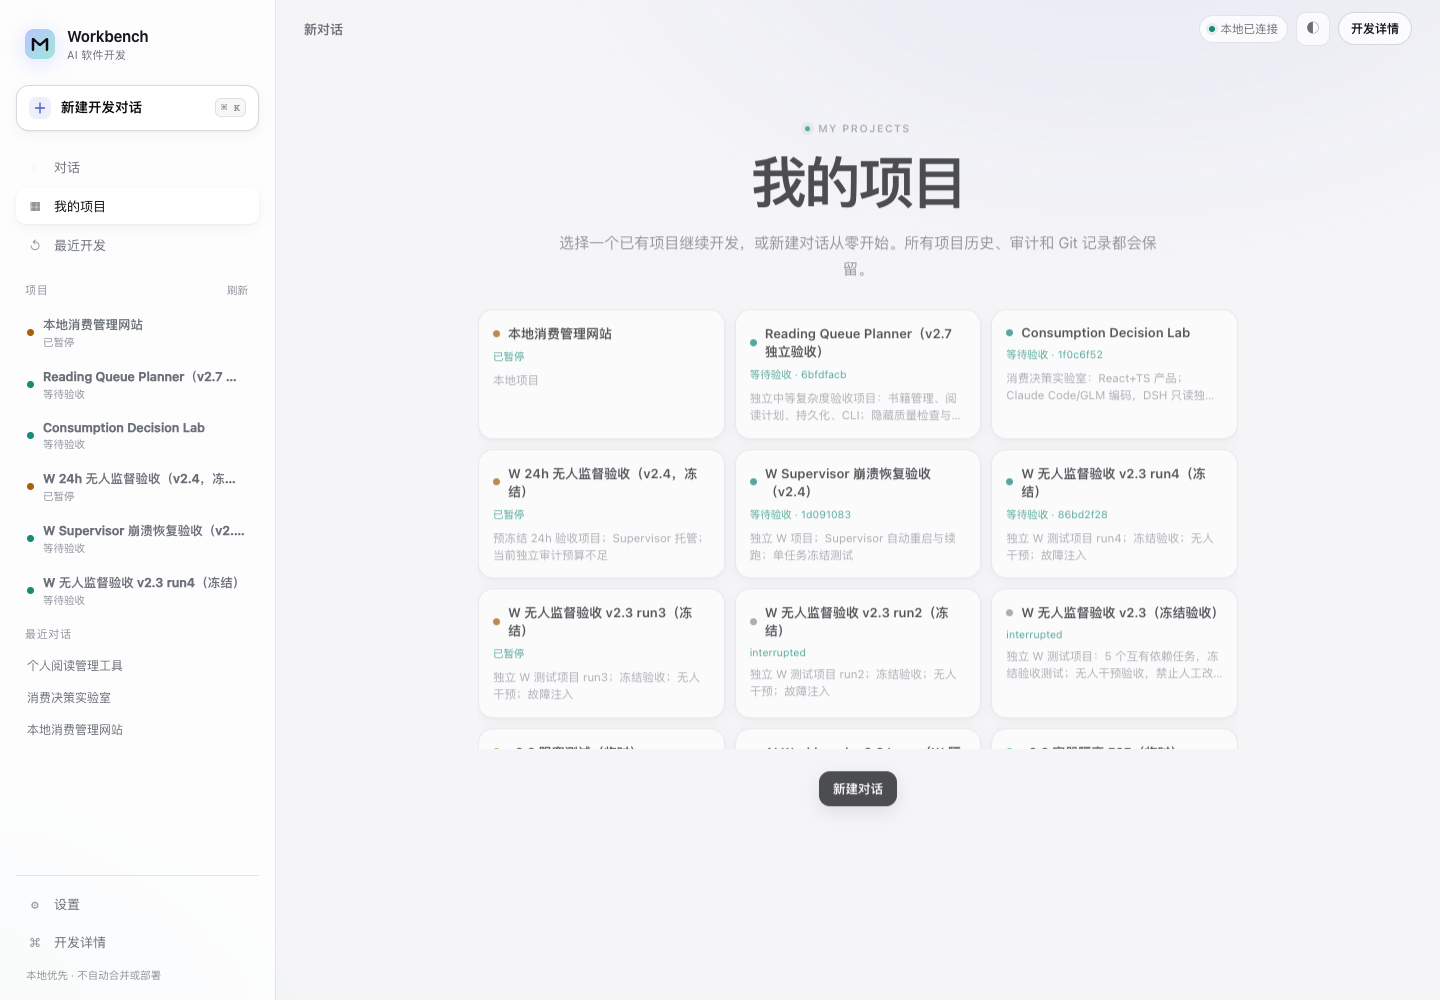 Workbench
AI 软件开发
新建开发对话
⌘ K
对话
我的项目
最近开发
项目
刷新
本地消费管理网站
已暂停
Reading Queue Planner（v2.7 ...
等待验收
Consumption Decision Lab
等待验收
W 24h 无人监督验收（v2.4，冻...
已暂停
W Supervisor 崩溃恢复验收（v2....
等待验收
W 无人监督验收 v2.3 run4（冻结）
等待验收
最近对话
个人阅读管理工具
消费决策实验室
本地消费管理网站
设置
开发详情
本地优先 · 不自动合并或部署
新对话
本地已连接
开发详情
MY PROJECTS
我的项目
选择一个已有项目继续开发，或新建对话从零开始。所有项目历史、审计和 Git 记录都会保
留。
本地消费管理网站
已暂停
本地项目
Reading Queue Planner（v2.7
独立验收）
等待验收 · 6bfdfacb
独立中等复杂度验收项目：书籍管理、阅
读计划、持久化、CLI；隐藏质量检查与...
Consumption Decision Lab
等待验收 · 1f0c6f52
消费决策实验室：React+TS 产品；
Claude Code/GLM 编码，DSH 只读独...
W 24h 无人监督验收（v2.4，冻
结）
已暂停
预冻结 24h 验收项目；Supervisor 托管；
当前独立审计预算不足
W Supervisor 崩溃恢复验收
（v2.4）
等待验收 · 1d091083
独立 W 项目；Supervisor 自动重启与续
跑；单任务冻结测试
W 无人监督验收 v2.3 run4（冻
结）
等待验收 · 86bd2f28
独立 W 测试项目 run4；冻结验收；无人
干预；故障注入
W 无人监督验收 v2.3 run3（冻
结）
已暂停
独立 W 测试项目 run3；冻结验收；无人
干预；故障注入
W 无人监督验收 v2.3 run2（冻
结）
interrupted
独立 W 测试项目 run2；冻结验收；无人
干预；故障注入
W 无人监督验收 v2.3（冻结验收）
interrupted
独立 W 测试项目：5 个互有依赖任务，冻
结验收测试；无人干预验收，禁止人工改...
新建对话